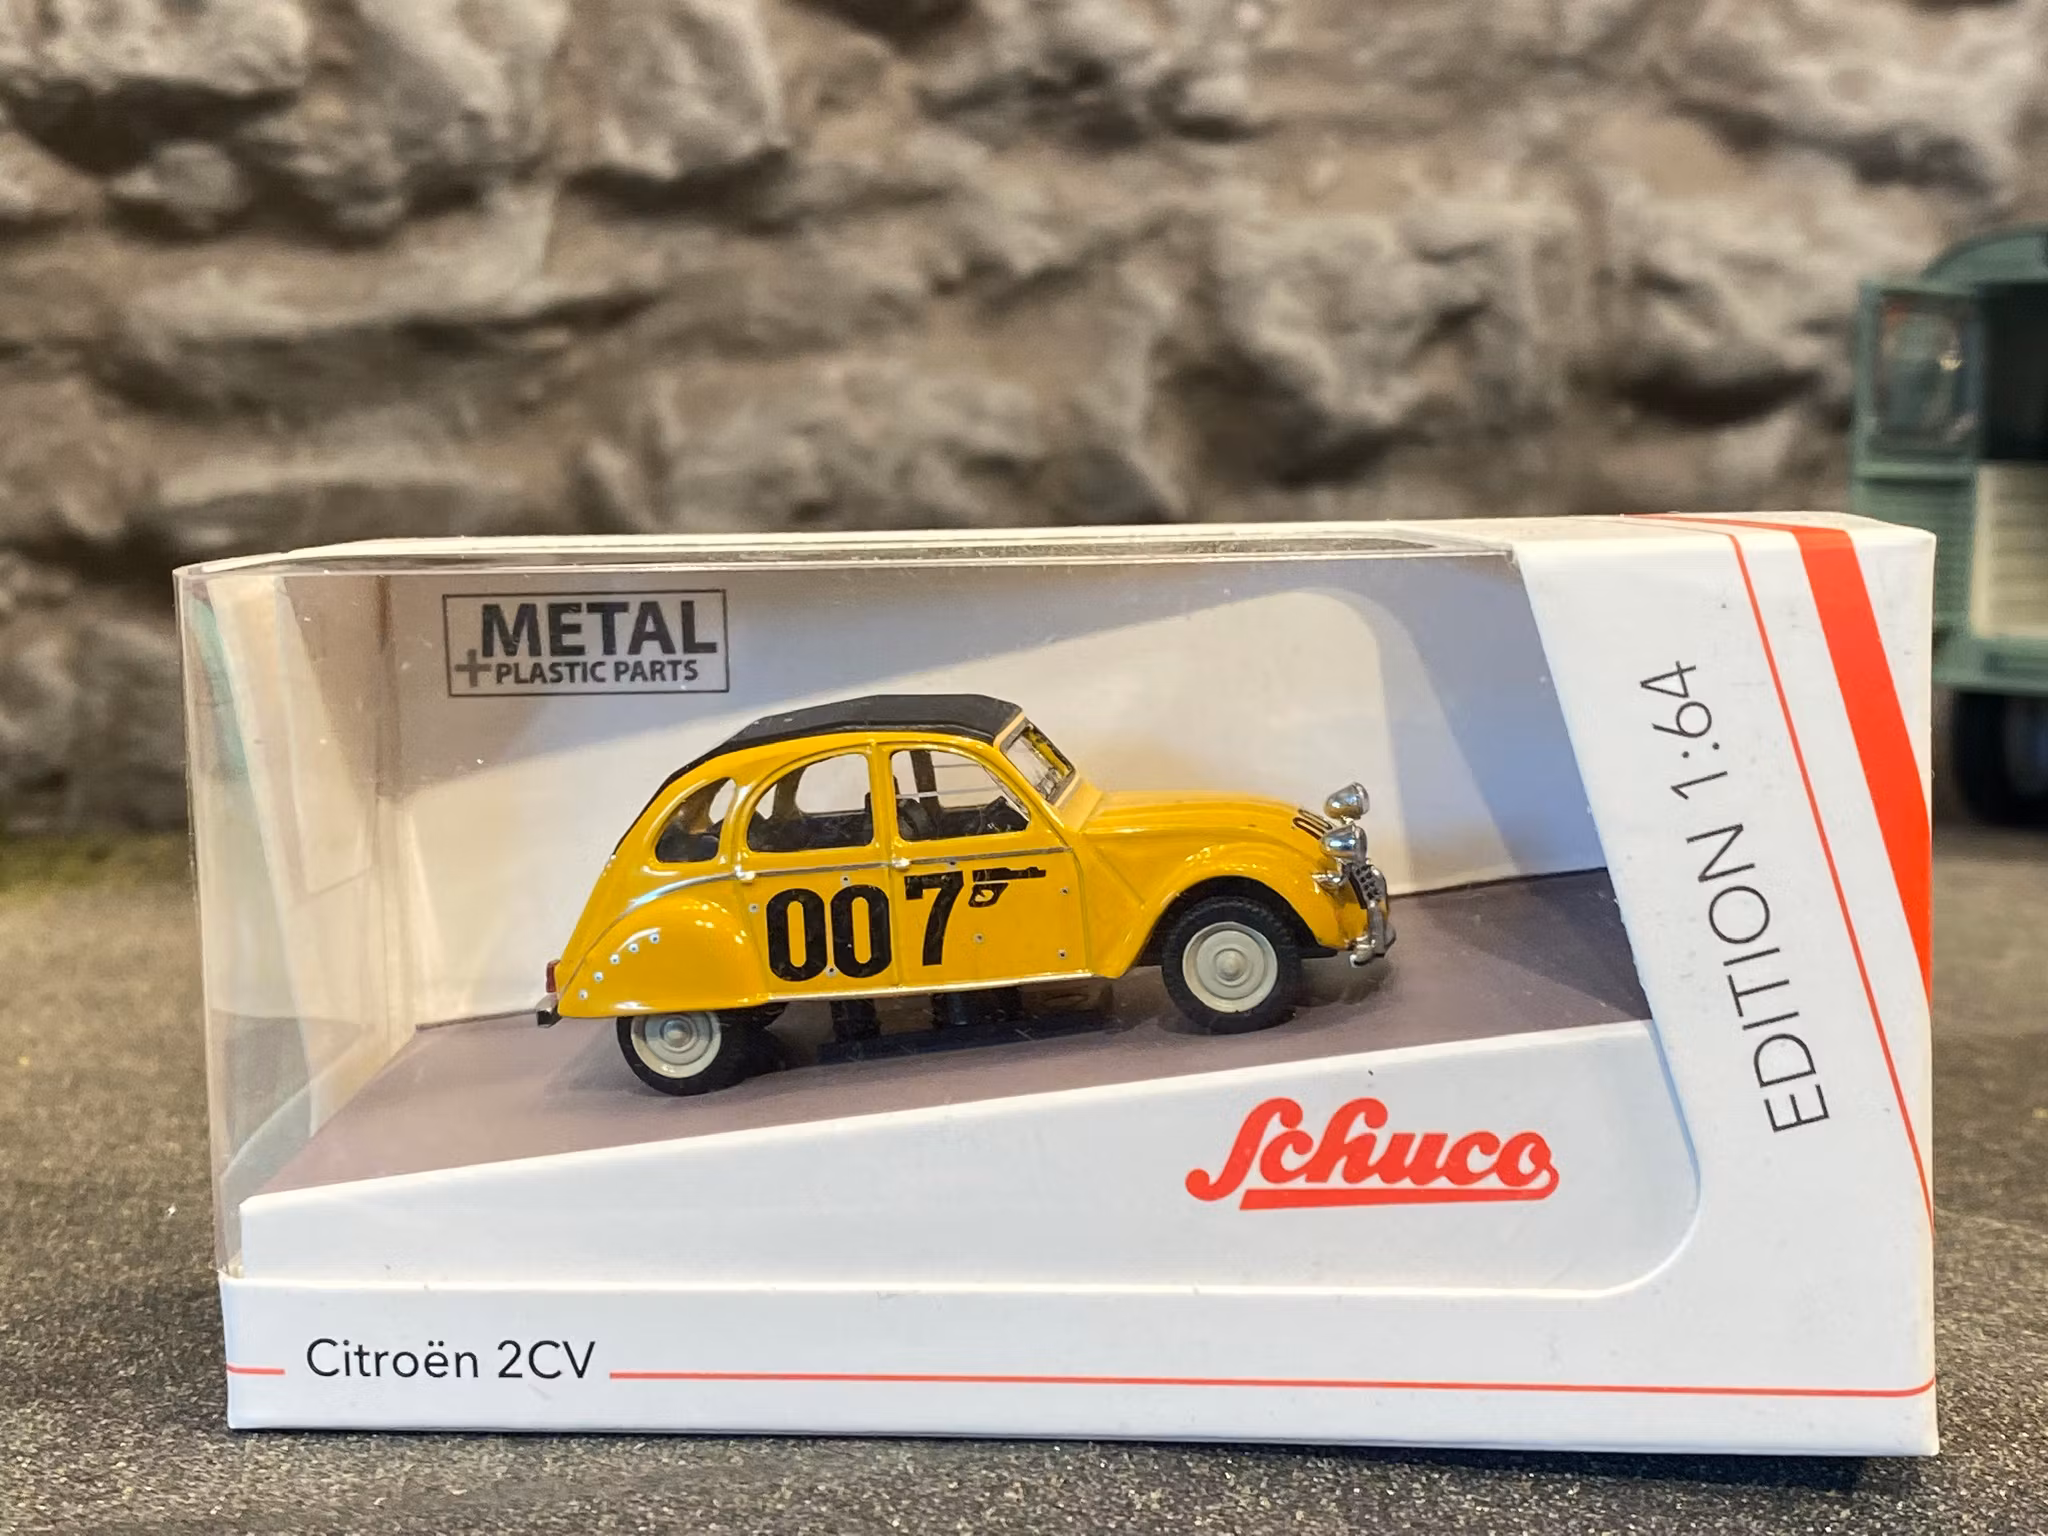 METAL
+PLASTIC PARTS
007
EDITION 1:64
Schuco
Citroën 2CV